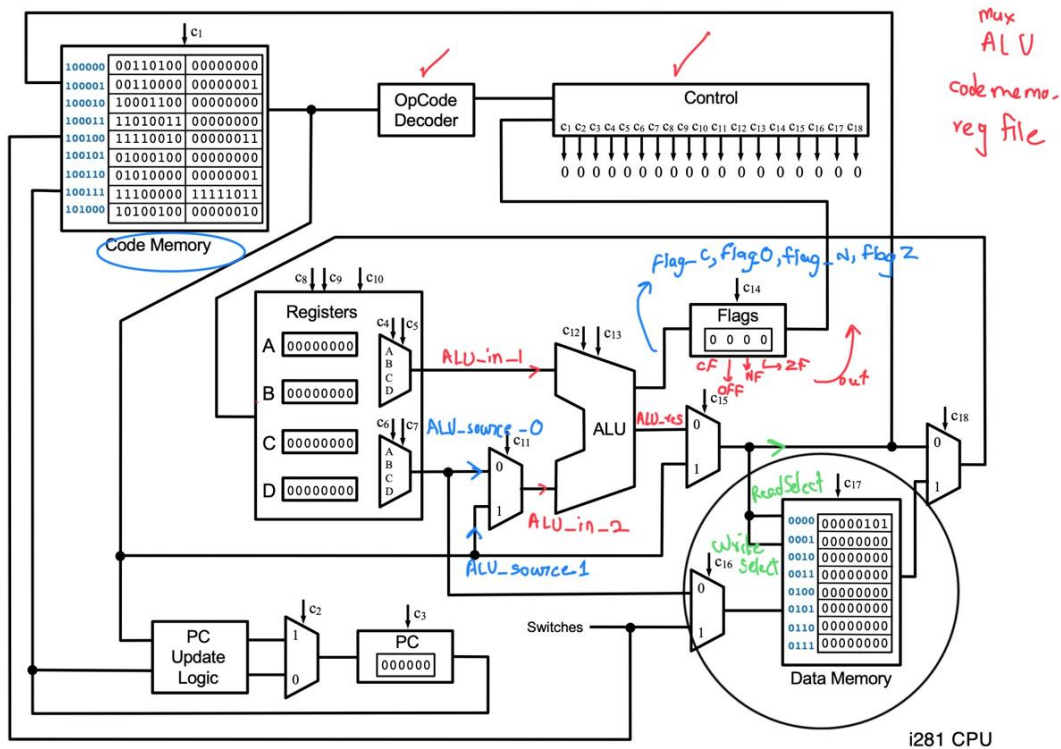 c1
100000 00110100 00000000
100001 00110000 00000001
100010 10001100 00000000
100011 11010011 00000000
100100 11110010 00000011
100101 01000100 00000000
100110 01010000 00000001
100111 11100000 11111011
101000 10100100 00000010
Code Memory
OpCode
Decoder
Control
c1 c2 c3 c4 c5 c6 c7 c8 c9 c10 c11 c12 c13 c14 c15 c16 c17 c18
0 0 0 0 0 0 0 0 0 0 0 0 0 0 0 0 0 0
mux
ALU
code memo.
reg file
flag_C, flag_O, flag_N, flag Z
c8 c9 c10
Registers
A 00000000
B 00000000
C 00000000
D 00000000
c4 c5
A
B
C
D
c6 c7
A
B
C
D
ALU_in_1
ALU_source_0
c11
0
1
ALU_in_2
ALU_source_1
c12 c13
ALU
c14
Flags
0 0 0 0
CF OFF NF ZF
out
ALU_res
c15
0
1
c18
0
1
ReadSelect
Write
Select
c17
0000 00000101
0001 00000000
0010 00000000
0011 00000000
0100 00000000
0101 00000000
0110 00000000
0111 00000000
Data Memory
c16
0
1
Switches
PC
Update
Logic
c2
1
0
c3
PC
000000
i281 CPU